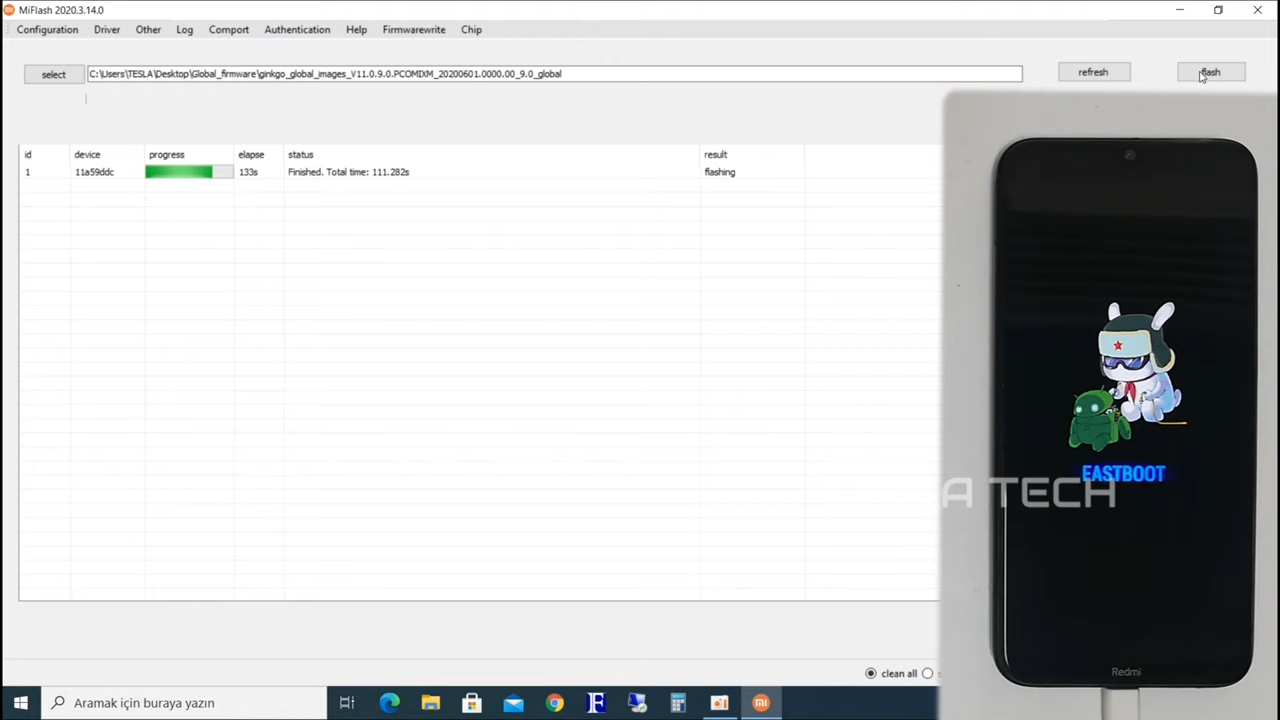 MiFlash 2020.3.14.0
Configuration Driver Other Log Comport Authentication Help Firmwarewrite Chip
select C:\Users\TESLA\Desktop\Global_firmware\ginkgo_global_images_V11.0.9.0.PCOMIXM_20200601.0000.00_9.0_global refresh flash
id device progress elapse status result
1 11a59ddc 133s Finished. Total time: 111.282s flashing
FASTBOOT
A TECH
Redmi
clean all
Aramak için buraya yazın